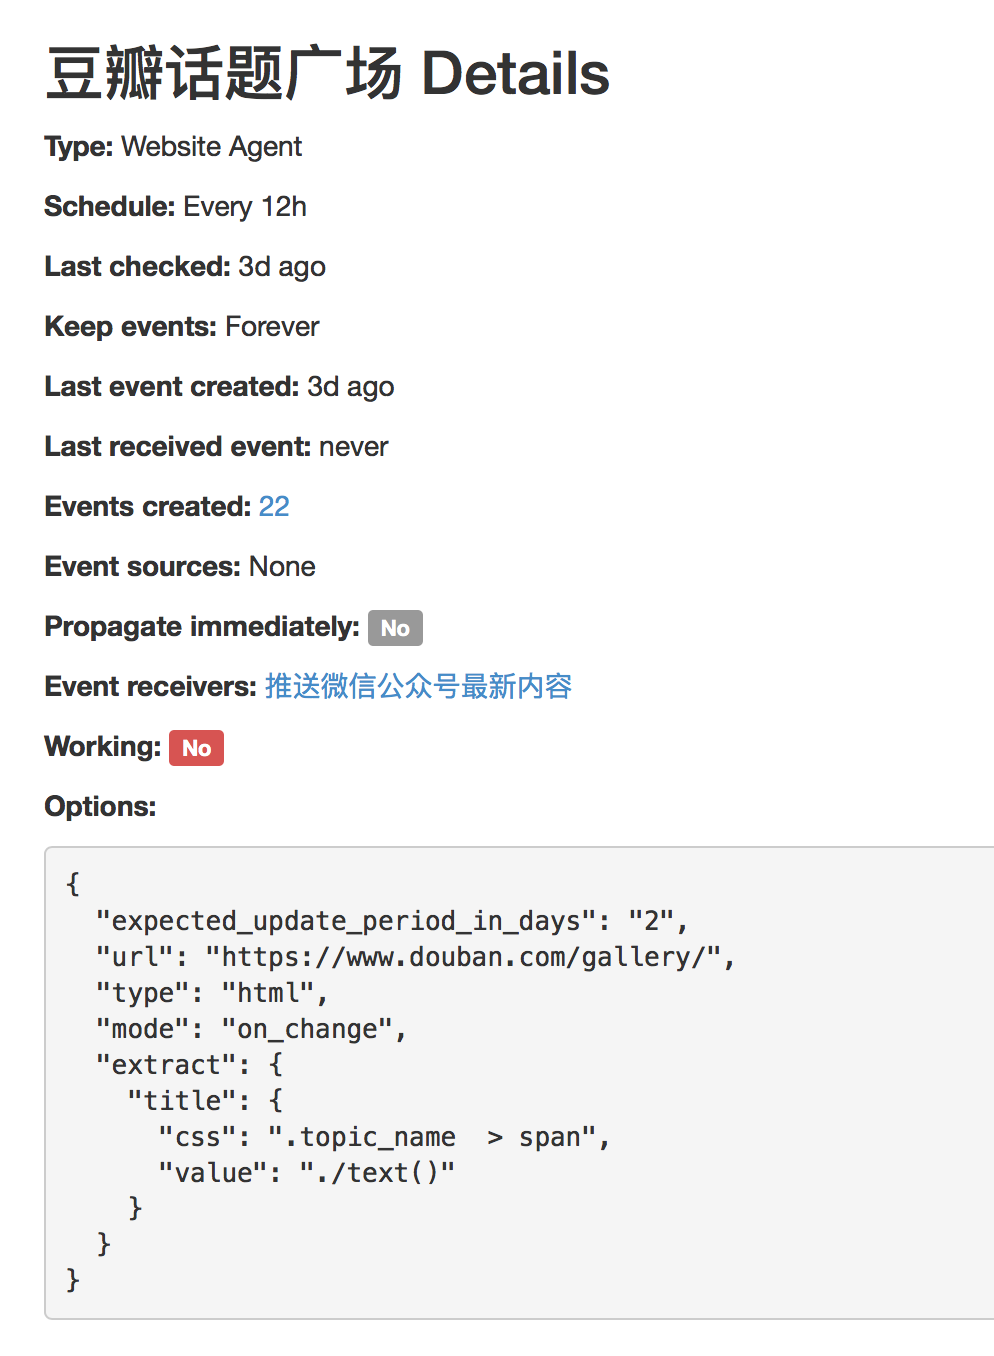 豆瓣话题广场 Details
Type: Website Agent
Schedule: Every 12h
Last checked: 3d ago
Keep events: Forever
Last event created: 3d ago
Last received event: never
Events created: 22
Event sources: None
Propagate immediately: No
Event receivers: 推送微信公众号最新内容
Working: No
Options:
{
  "expected_update_period_in_days": "2",
  "url": "https://www.douban.com/gallery/",
  "type": "html",
  "mode": "on_change",
  "extract": {
    "title": {
      "css": ".topic_name  > span",
      "value": "./text()"
    }
  }
}